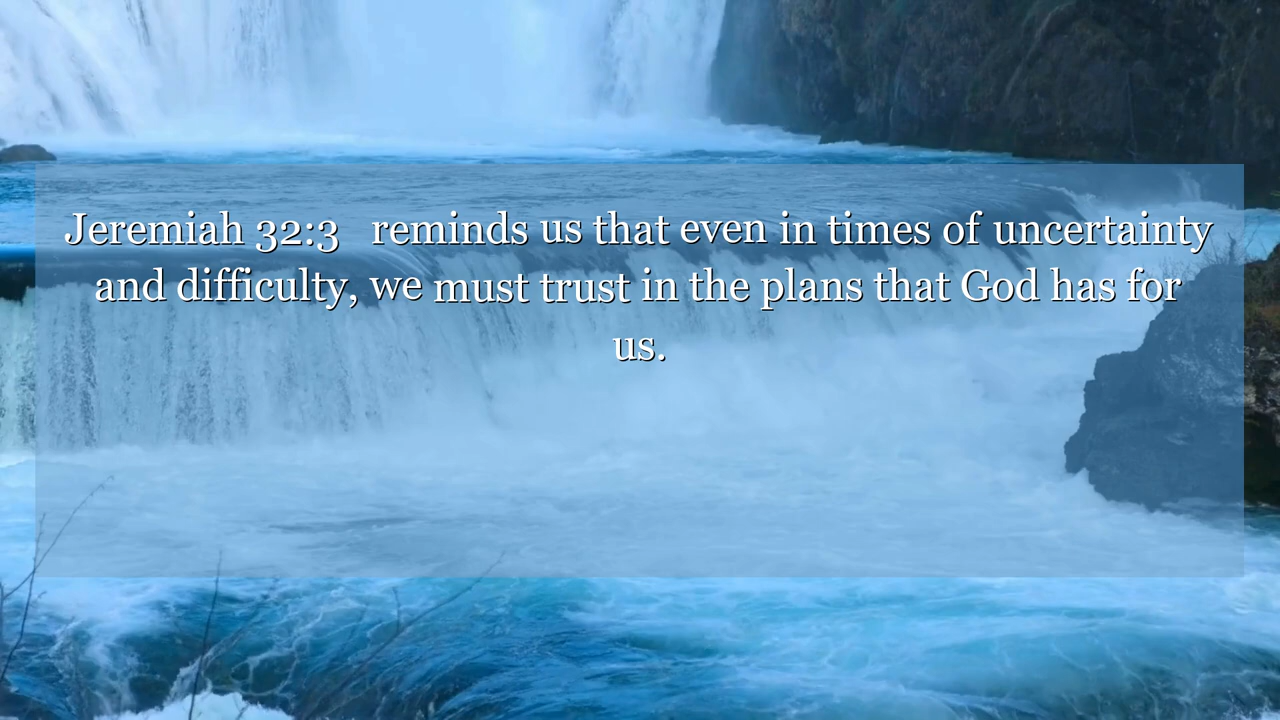 Jeremiah 32:3 reminds us that even in times of uncertainty
and difficulty, we must trust in the plans that God has for
us.